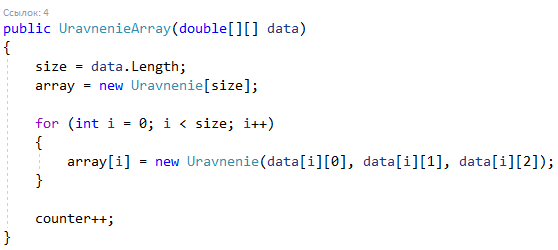 Ссылок: 4
public UravnenieArray(double[][] data)
{
size = data.Length;
array = new Uravnenie[size];
for (int i = 0; i < size; i++)
{
array[i] = new Uravnenie(data[i][0], data[i][1], data[i][2]);
}
counter++;
}